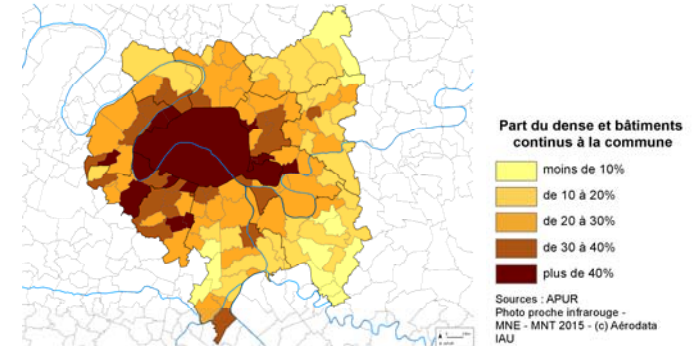 Part du dense et bâtiments
continus à la commune
moins de 10%
de 10 à 20%
de 20 à 30%
de 30 à 40%
plus de 40%
Sources : APUR
Photo proche infrarouge -
MNE - MNT 2015 - (c) Aérodata
IAU